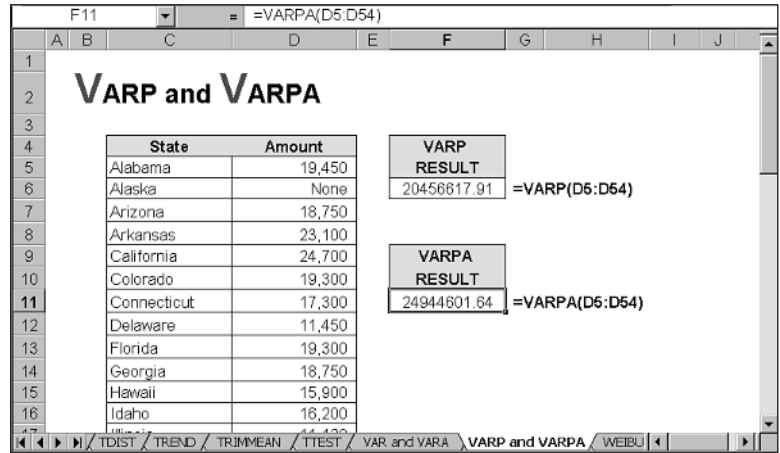 F11 = =VARPA(D5:D54)
A B C D E F G H I J
1
2 VARP and VARPA
3
4 State Amount VARP
5 Alabama 19,450 RESULT
6 Alaska None 20456617.91 =VARP(D5:D54)
7 Arizona 18,750
8 Arkansas 23,100
9 California 24,700 VARPA
10 Colorado 19,300 RESULT
11 Connecticut 17,300 24944601.64 =VARPA(D5:D54)
12 Delaware 11,450
13 Florida 19,300
14 Georgia 18,750
15 Hawaii 15,900
16 Idaho 16,200
TDIST TREND TRIMMEAN TTEST VAR and VARA VARP and VARPA WEIBU